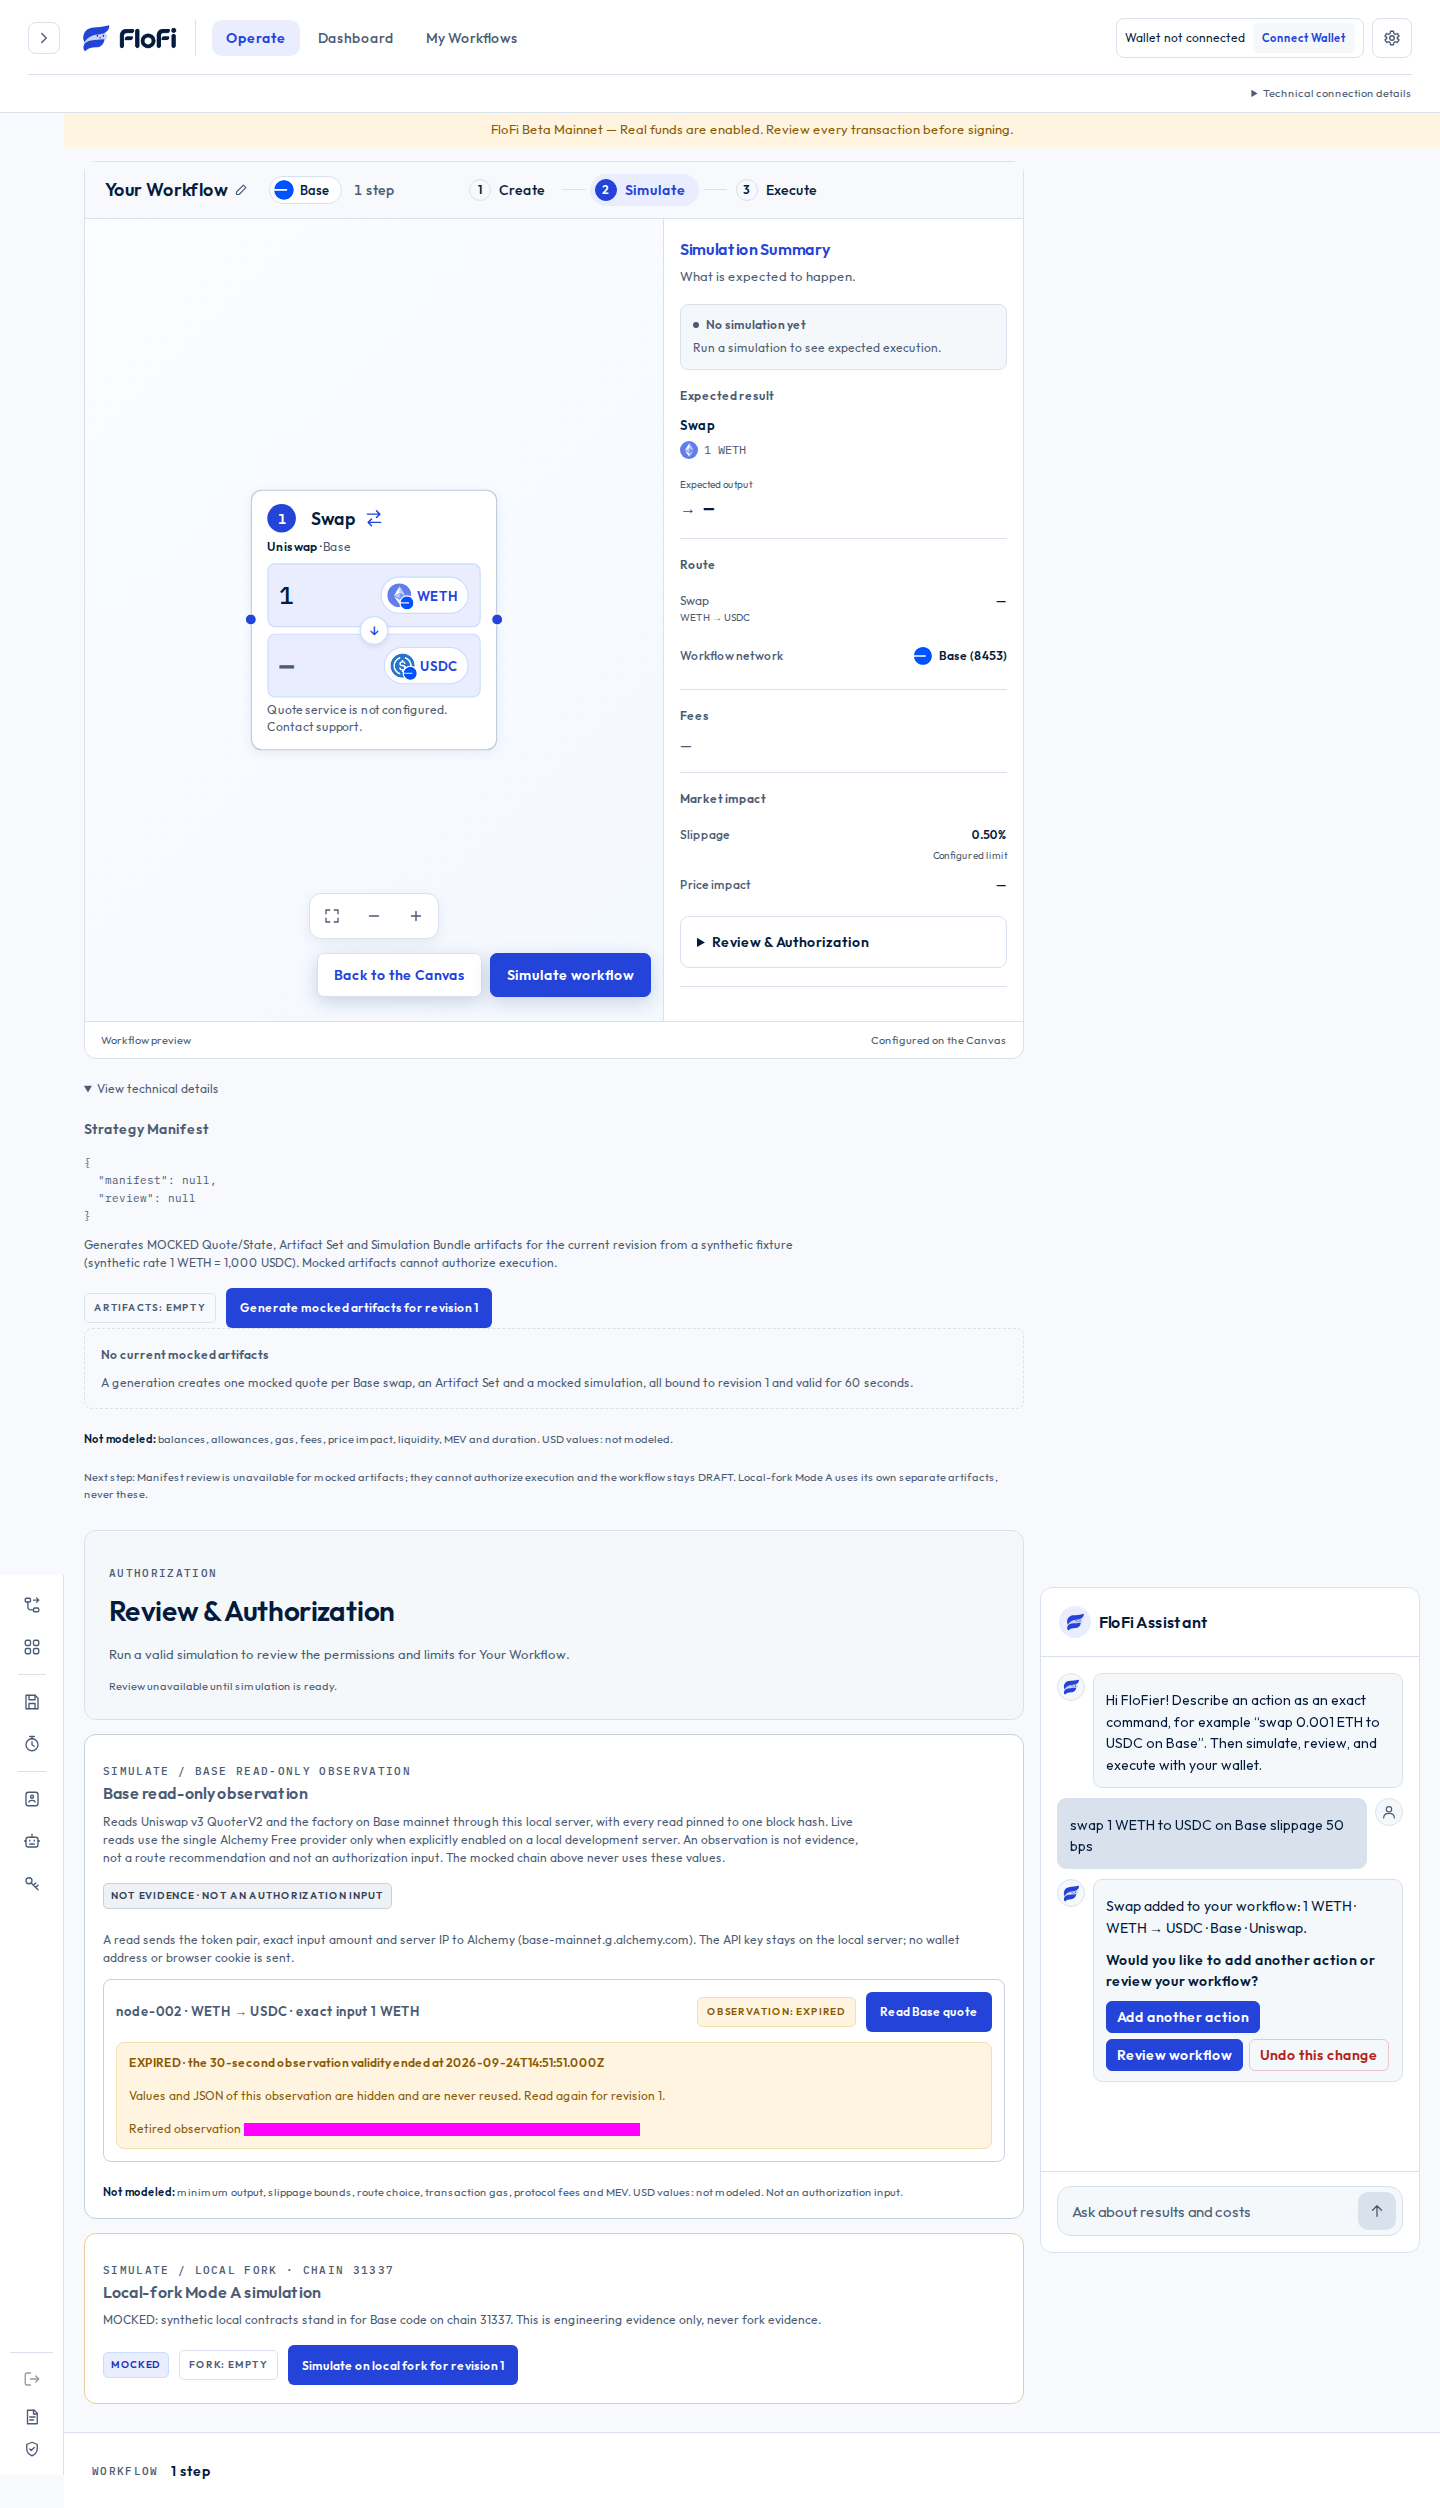 FloFi
Operate
Dashboard
My Workflows
Wallet not connected
Connect Wallet
Technical connection details
FloFi Beta Mainnet — Real funds are enabled. Review every transaction before signing.
Your Workflow
Base
1 step
1 Create
2 Simulate
3 Execute
1 Swap
Uniswap · Base
1
WETH
—
USDC
Quote service is not configured.
Contact support.
Back to the Canvas
Simulate workflow
Simulation Summary
What is expected to happen.
No simulation yet
Run a simulation to see expected execution.
Expected result
Swap
1 WETH
Expected output
→ —
Route
Swap —
WETH → USDC
Workflow network Base (8453)
Fees
—
Market impact
Slippage 0.50%
Configured limit
Price impact —
Review & Authorization
Workflow preview
Configured on the Canvas
View technical details
Strategy Manifest
{
"manifest": null,
"review": null
}
Generates MOCKED Quote/State, Artifact Set and Simulation Bundle artifacts for the current revision from a synthetic fixture
(synthetic rate 1 WETH = 1,000 USDC). Mocked artifacts cannot authorize execution.
ARTIFACTS: EMPTY
Generate mocked artifacts for revision 1
No current mocked artifacts
A generation creates one mocked quote per Base swap, an Artifact Set and a mocked simulation, all bound to revision 1 and valid for 60 seconds.
Not modeled: balances, allowances, gas, fees, price impact, liquidity, MEV and duration. USD values: not modeled.
Next step: Manifest review is unavailable for mocked artifacts; they cannot authorize execution and the workflow stays DRAFT. Local-fork Mode A uses its own separate artifacts,
never these.
AUTHORIZATION
Review & Authorization
Run a valid simulation to review the permissions and limits for Your Workflow.
Review unavailable until simulation is ready.
SIMULATE / BASE READ-ONLY OBSERVATION
Base read-only observation
Reads Uniswap v3 QuoterV2 and the factory on Base mainnet through this local server, with every read pinned to one block hash. Live
reads use the single Alchemy Free provider only when explicitly enabled on a local development server. An observation is not evidence,
not a route recommendation and not an authorization input. The mocked chain above never uses these values.
NOT EVIDENCE · NOT AN AUTHORIZATION INPUT
A read sends the token pair, exact input amount and server IP to Alchemy (base-mainnet.g.alchemy.com). The API key stays on the local server; no wallet
address or browser cookie is sent.
node-002 · WETH → USDC · exact input 1 WETH
OBSERVATION: EXPIRED
Read Base quote
EXPIRED · the 30-second observation validity ended at 2026-09-24T14:51:51.000Z
Values and JSON of this observation are hidden and are never reused. Read again for revision 1.
Retired observation
Not modeled: minimum output, slippage bounds, route choice, transaction gas, protocol fees and MEV. USD values: not modeled. Not an authorization input.
SIMULATE / LOCAL FORK · CHAIN 31337
Local-fork Mode A simulation
MOCKED: synthetic local contracts stand in for Base code on chain 31337. This is engineering evidence only, never fork evidence.
MOCKED
FORK: EMPTY
Simulate on local fork for revision 1
FloFi Assistant
Hi FloFier! Describe an action as an exact
command, for example “swap 0.001 ETH to
USDC on Base”. Then simulate, review, and
execute with your wallet.
swap 1 WETH to USDC on Base slippage 50
bps
Swap added to your workflow: 1 WETH ·
WETH → USDC · Base · Uniswap.
Would you like to add another action or
review your workflow?
Add another action
Review workflow
Undo this change
Ask about results and costs
WORKFLOW 1 step